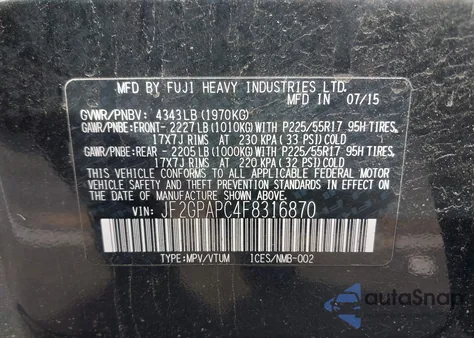 MFD BY FUJI HEAVY INDUSTRIES LTD.
IN 07/15
GVWR/PNBV: 4343LB (1970KG)
GAWR/PNBE:FRONT- 2227LB(1010KG)WITH P225/55R17 95H TIRES,
17X7J RIMS AT 230 KPA (33 PSI)COLD
GAWR/PNBE:REAR - 2205LB(1000KG)WITH P225/55R17 95H TIRES,
17X7J RIMS AT 220 KPA (32 PSI)COLD
THIS VEHICLE CONFORMS TO ALL APPLICABLE FEDERAL MOTOR
VEHICLE SAFETY STANDARDS IN EFFECT ON THE DATE OF
MANUFACTURE SHOWN ABOVE.
VIN: JF2GPAPC4F8316870
TYPE:MPV/VTUM ICES/NMB-002
autoSnap